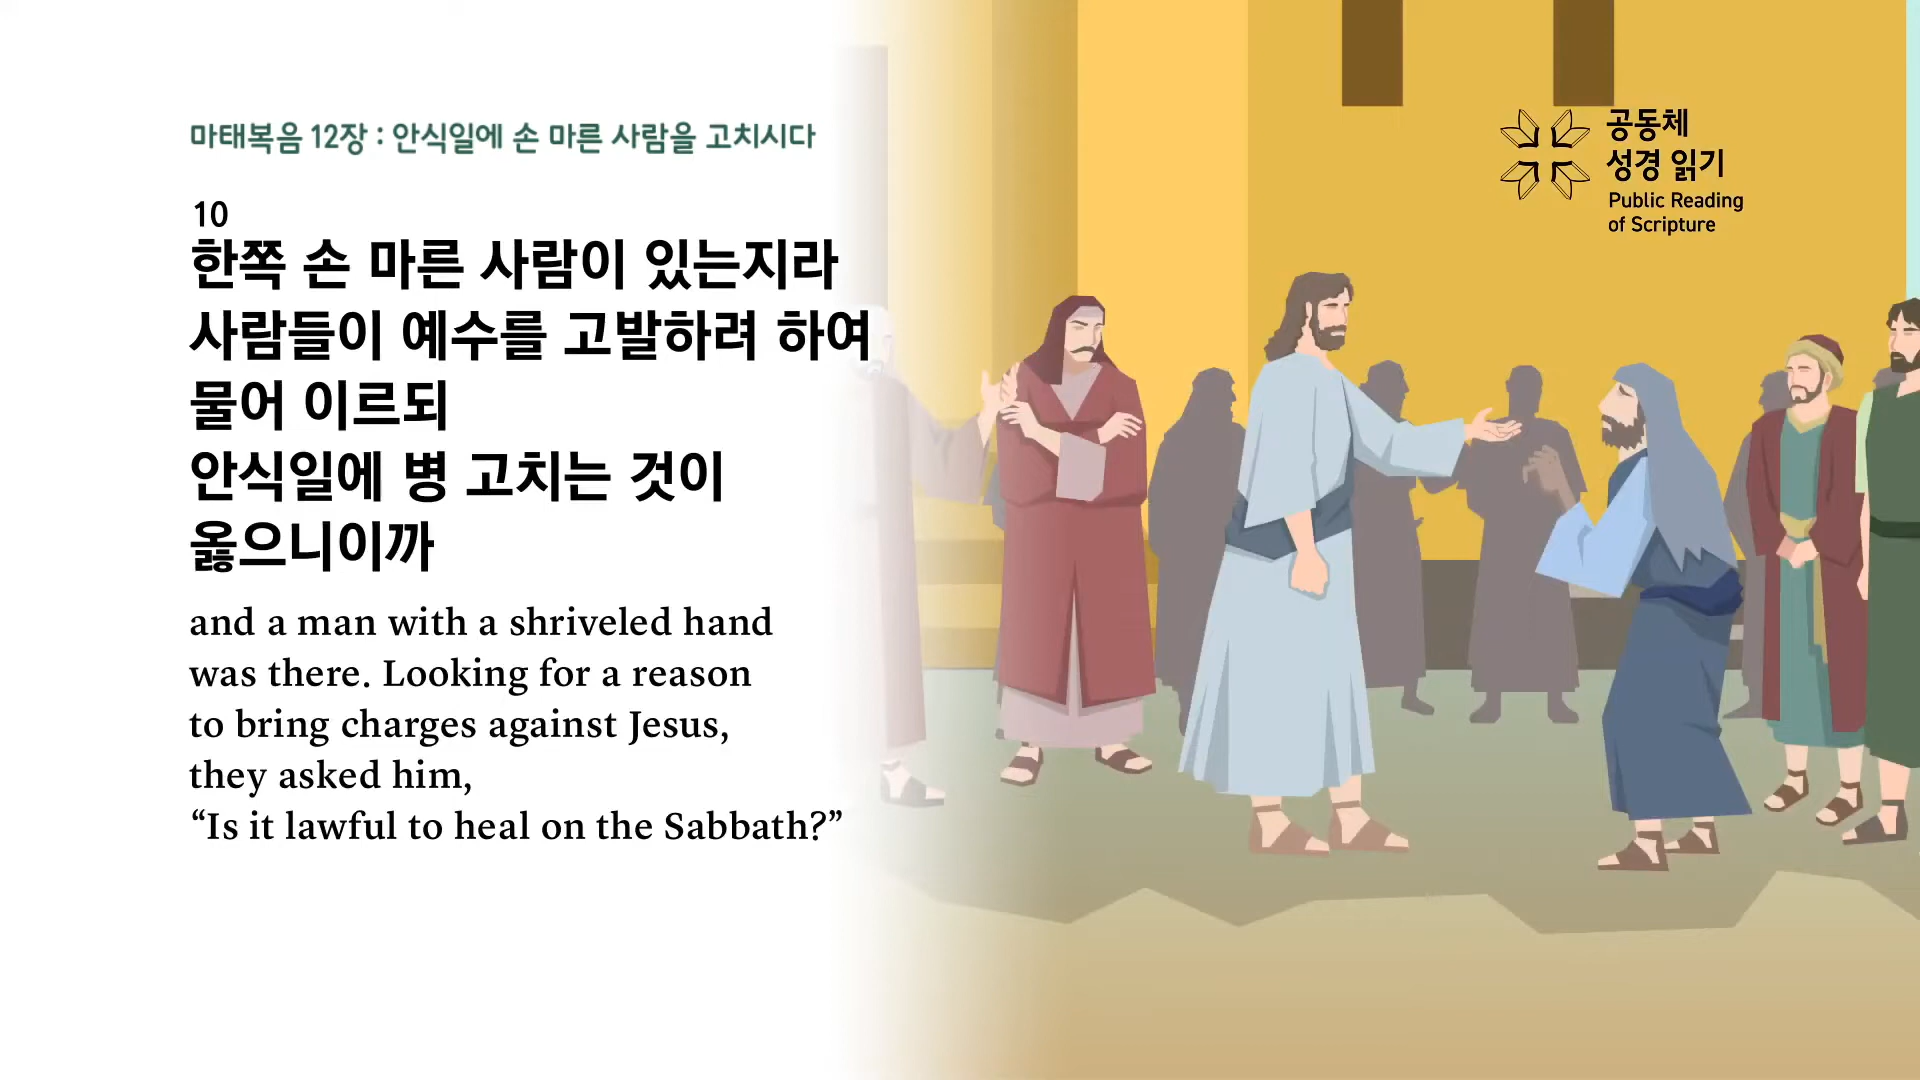 마태복음 12장 : 안식일에 손 마른 사람을 고치시다
10
한쪽 손 마른 사람이 있는지라
사람들이 예수를 고발하려 하여
물어 이르되
안식일에 병 고치는 것이
옳으니이까
and a man with a shriveled hand
was there. Looking for a reason
to bring charges against Jesus,
they asked him,
“Is it lawful to heal on the Sabbath?”
공동체
성경 읽기
Public Reading
of Scripture